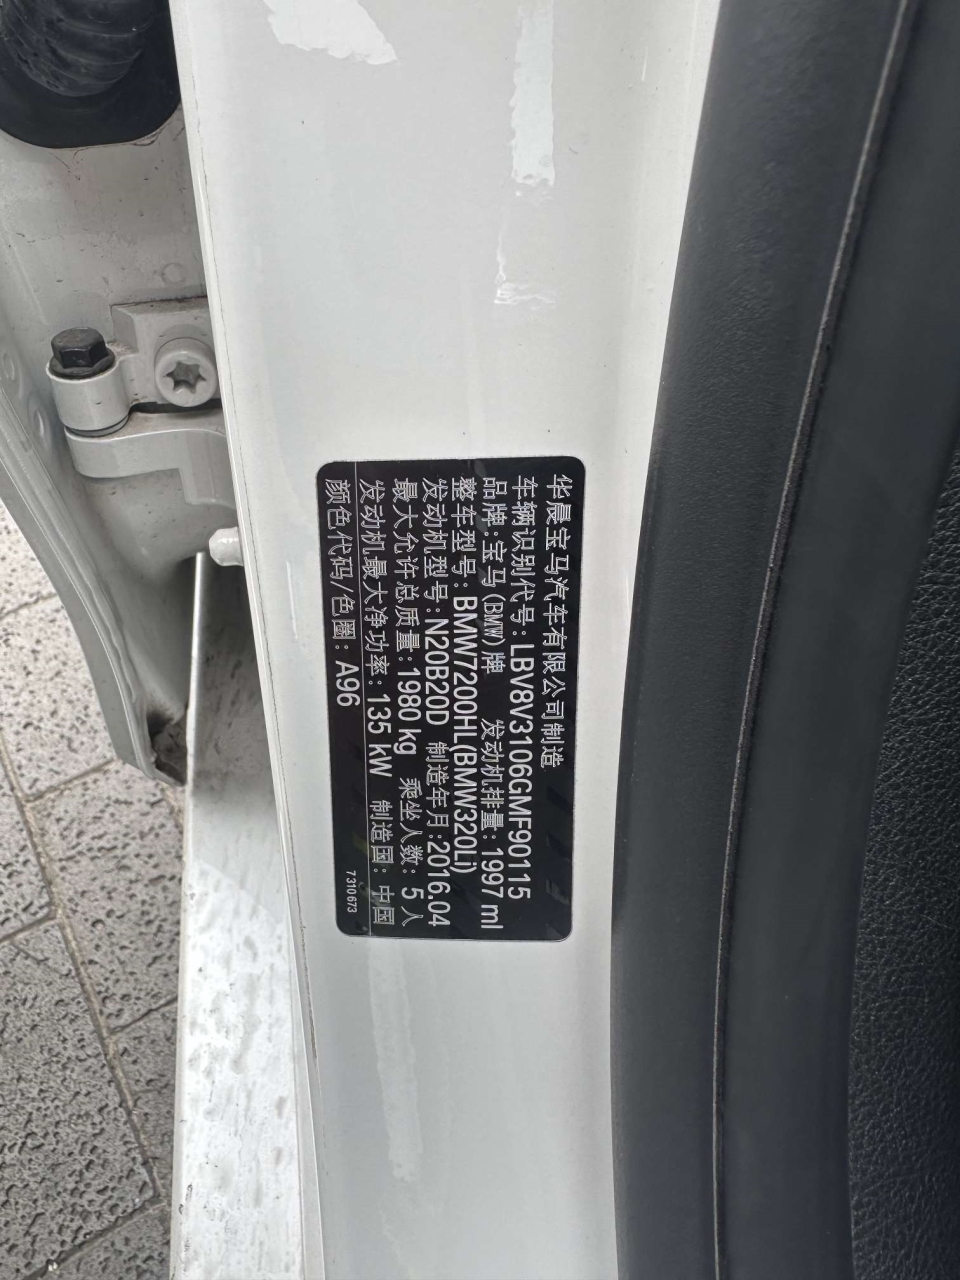 华晨宝马汽车有限公司制造
车辆识别代号:LBV8V3106GMF90115
品牌:宝马(BMW)牌 发动机排量:1997 ml
整车型号:BMW7200HL(BMW320Li)
发动机型号:N20B20D 制造年月:2016.04
最大允许总质量:1980 kg 乘坐人数: 5 人
发动机最大净功率: 135 kW 制造国: 中国
颜色代码/色圈: A96 7 310 673